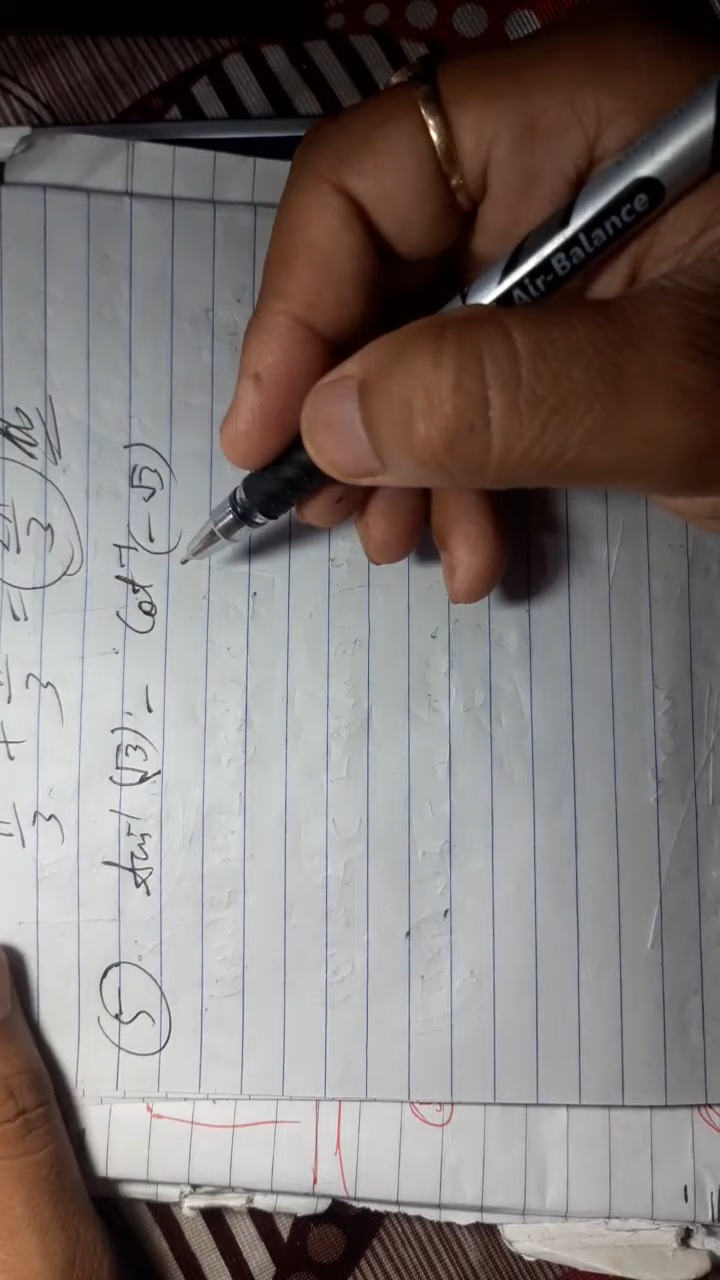 π/3 + π/3 = (2π/3)
(5) tan⁻¹(√3) - cot⁻¹(-√3)
Air-Balance